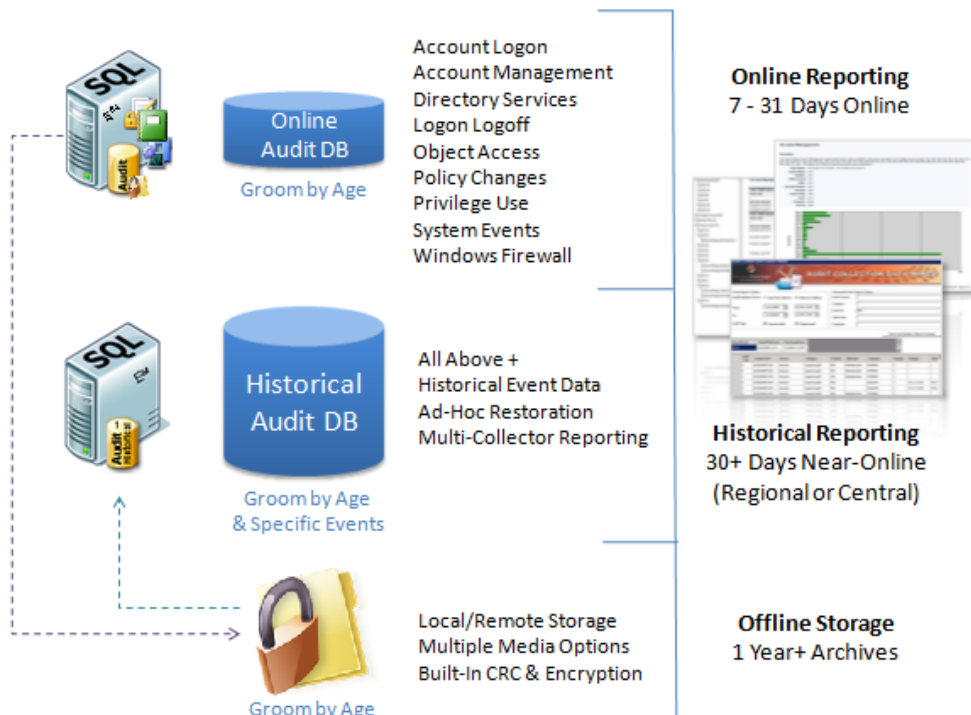 SQL
Audit
Online
Audit DB
Groom by Age
Account Logon
Account Management
Directory Services
Logon Logoff
Object Access
Policy Changes
Privilege Use
System Events
Windows Firewall
Online Reporting
7 - 31 Days Online
AUDIT COLLECTION
SQL
Audit
Historical
Historical
Audit DB
Groom by Age
& Specific Events
All Above +
Historical Event Data
Ad-Hoc Restoration
Multi-Collector Reporting
Historical Reporting
30+ Days Near-Online
(Regional or Central)
Groom by Age
Local/Remote Storage
Multiple Media Options
Built-In CRC & Encryption
Offline Storage
1 Year+ Archives